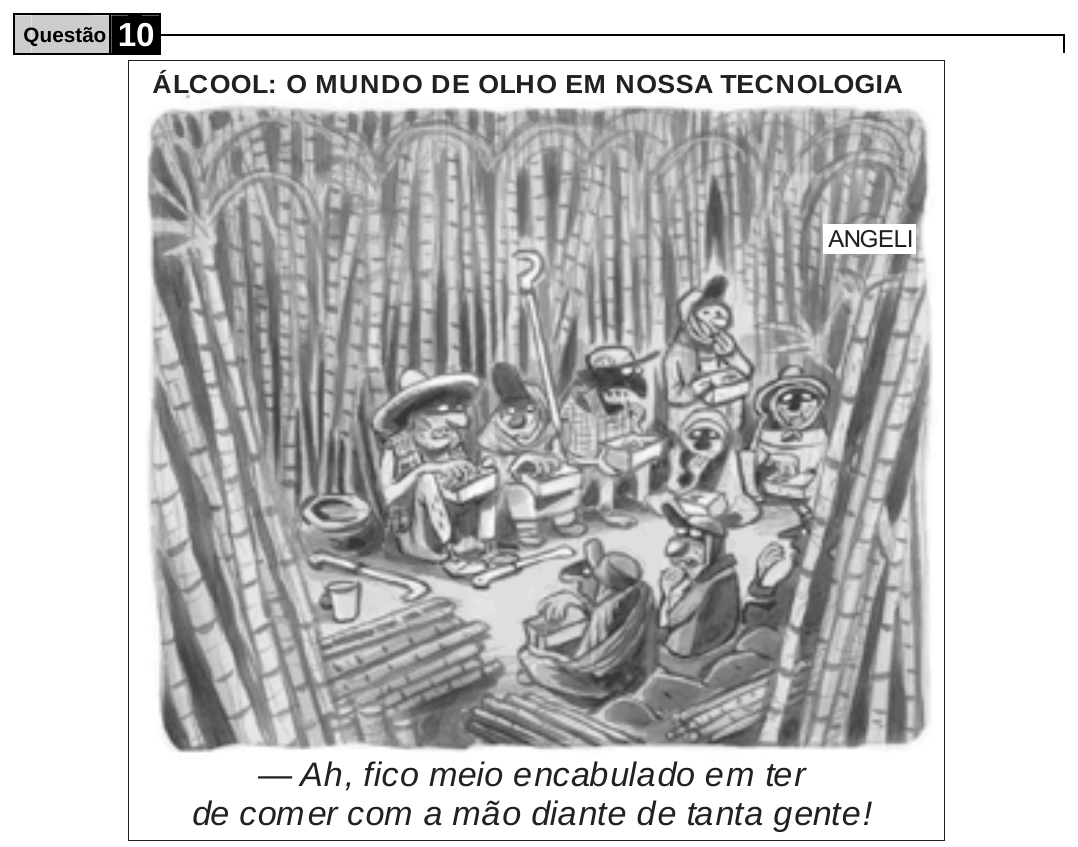 Questão 10
ÁLCOOL: O MUNDO DE OLHO EM NOSSA TECNOLOGIA
ANGELI
— Ah, fico meio encabulado em ter
de comer com a mão diante de tanta gente!